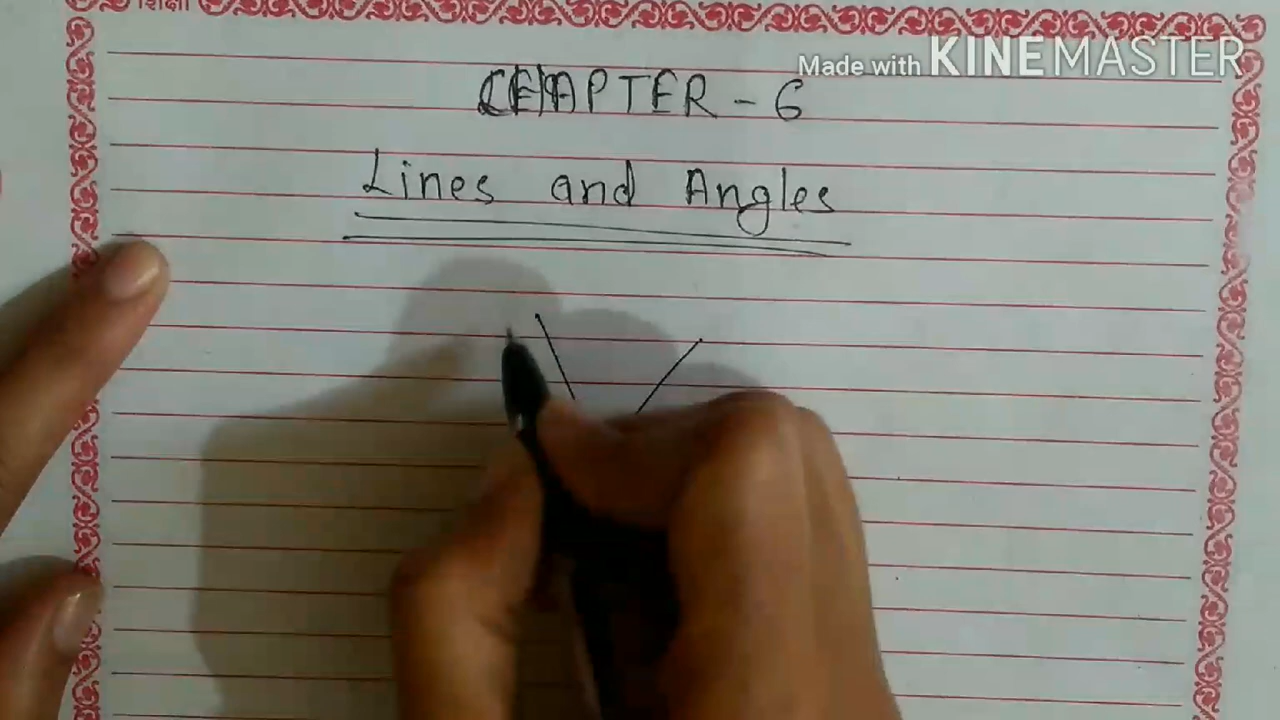 शिक्षा
Made with KINEMASTER
CHAPTER - 6
Lines and Angles